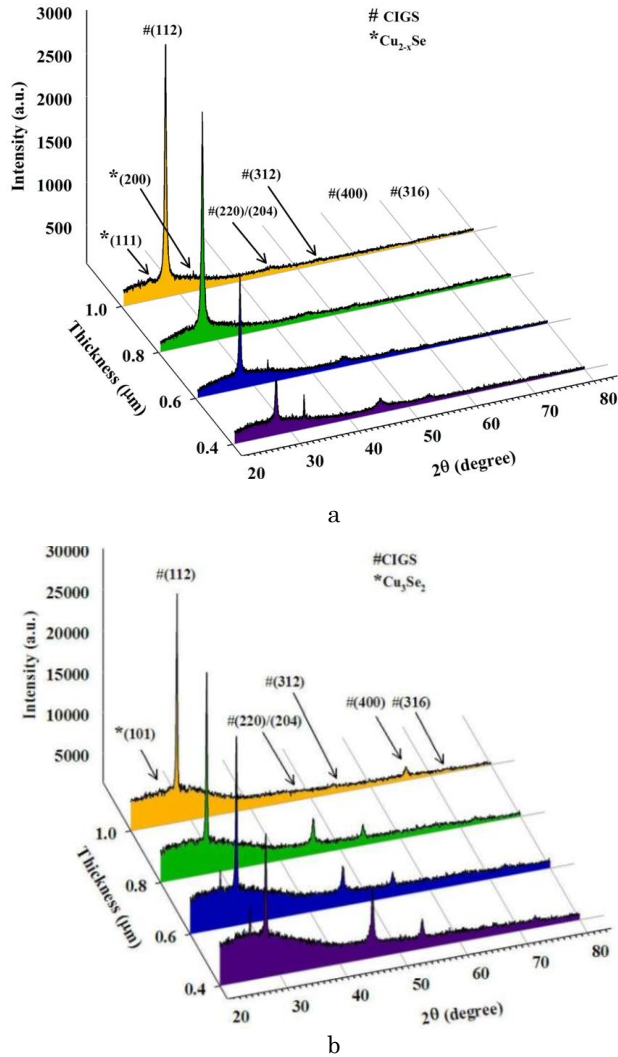 3000
# CIGS
#(112)
*Cu2-xSe
2500
2000
1500
Intensity (a.u.)
1000
*(200)
#(312)
#(400) #(316)
500
#(220)/(204)
*(111)
1.0
0.8
0.6
0.4
Thickness (μm)
20 30 40 50 60 70 80
2θ (degree)
a
30000
#CIGS
#(112)
*Cu3Se2
25000
20000
15000
Intensity (a.u.)
10000
#(312)
#(400) #(316)
*(101)
#(220)/(204)
5000
1.0
0.8
0.6
0.4
Thickness (μm)
20 30 40 50 60 70 80
2θ (degree)
b